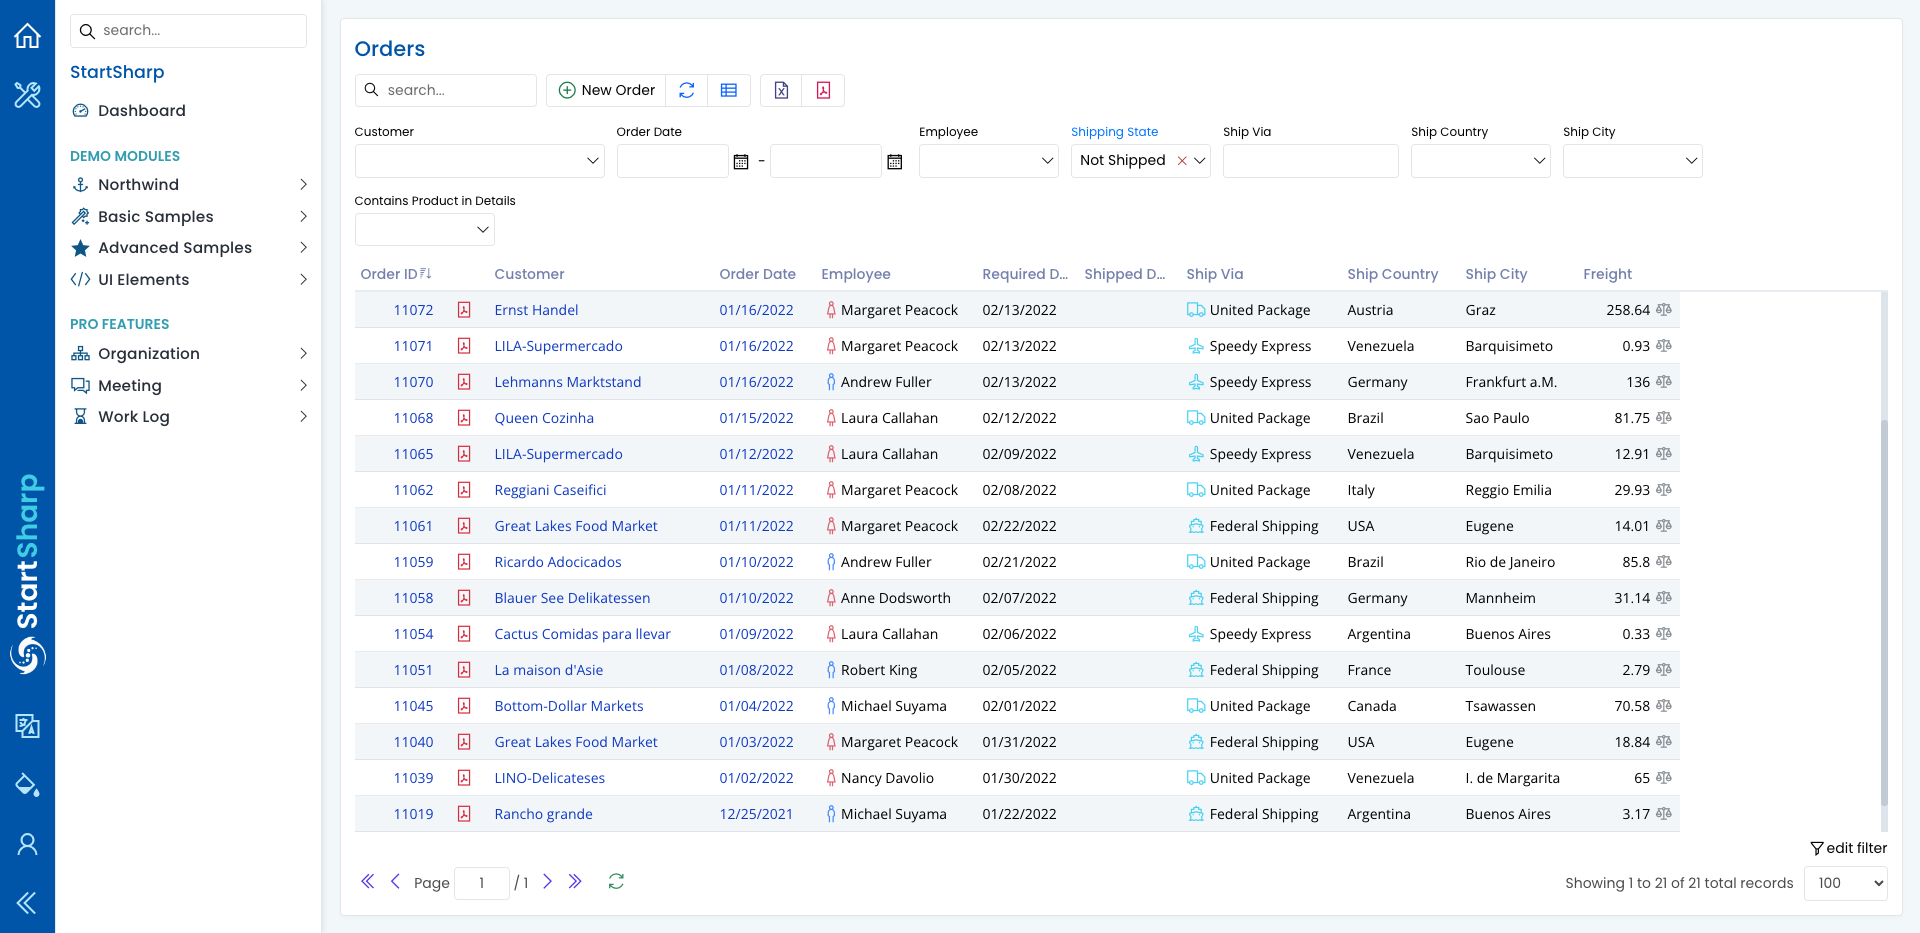 search...
StartSharp
Dashboard
DEMO MODULES
Northwind
Basic Samples
Advanced Samples
UI Elements
PRO FEATURES
Organization
Meeting
Work Log
StartSharp
Orders
search...
New Order
Customer
Order Date
Employee
Shipping State
Ship Via
Ship Country
Ship City
-
Not Shipped
Contains Product in Details
Order ID Customer Order Date Employee Required D... Shipped D... Ship Via Ship Country Ship City Freight
11072 Ernst Handel 01/16/2022 Margaret Peacock 02/13/2022 United Package Austria Graz 258.64
11071 LILA-Supermercado 01/16/2022 Margaret Peacock 02/13/2022 Speedy Express Venezuela Barquisimeto 0.93
11070 Lehmanns Marktstand 01/16/2022 Andrew Fuller 02/13/2022 Speedy Express Germany Frankfurt a.M. 136
11068 Queen Cozinha 01/15/2022 Laura Callahan 02/12/2022 United Package Brazil Sao Paulo 81.75
11065 LILA-Supermercado 01/12/2022 Laura Callahan 02/09/2022 Speedy Express Venezuela Barquisimeto 12.91
11062 Reggiani Caseifici 01/11/2022 Margaret Peacock 02/08/2022 United Package Italy Reggio Emilia 29.93
11061 Great Lakes Food Market 01/11/2022 Margaret Peacock 02/22/2022 Federal Shipping USA Eugene 14.01
11059 Ricardo Adocicados 01/10/2022 Andrew Fuller 02/21/2022 United Package Brazil Rio de Janeiro 85.8
11058 Blauer See Delikatessen 01/10/2022 Anne Dodsworth 02/07/2022 Federal Shipping Germany Mannheim 31.14
11054 Cactus Comidas para llevar 01/09/2022 Laura Callahan 02/06/2022 Speedy Express Argentina Buenos Aires 0.33
11051 La maison d'Asie 01/08/2022 Robert King 02/05/2022 Federal Shipping France Toulouse 2.79
11045 Bottom-Dollar Markets 01/04/2022 Michael Suyama 02/01/2022 United Package Canada Tsawassen 70.58
11040 Great Lakes Food Market 01/03/2022 Margaret Peacock 01/31/2022 Federal Shipping USA Eugene 18.84
11039 LINO-Delicateses 01/02/2022 Nancy Davolio 01/30/2022 United Package Venezuela I. de Margarita 65
11019 Rancho grande 12/25/2021 Michael Suyama 01/22/2022 Federal Shipping Argentina Buenos Aires 3.17
edit filter
Page 1 / 1
Showing 1 to 21 of 21 total records 100